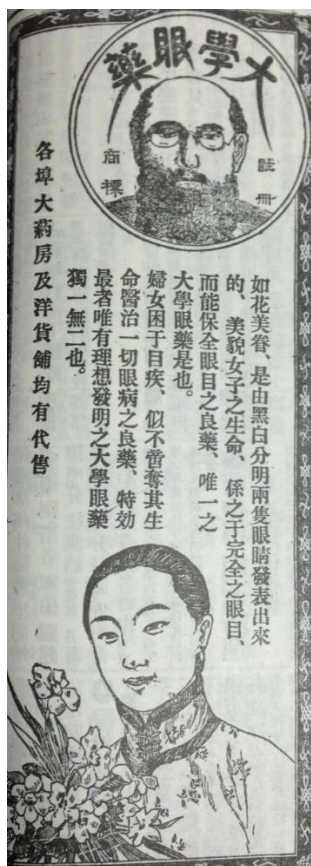 大學眼藥
註冊
商標
如花美眷、是由黑白分明兩隻眼睛發表出來
的、美貌女子之生命、係之于完全之眼目、
而能保全眼目之良藥、唯一之
大學眼藥是也。
婦女困于目疾、似不啻奪其生
命醫治一切眼病之良藥、特効
最者唯有理想發明之大學眼藥
獨一無二也。
各埠大葯房及洋貨舖均有代售